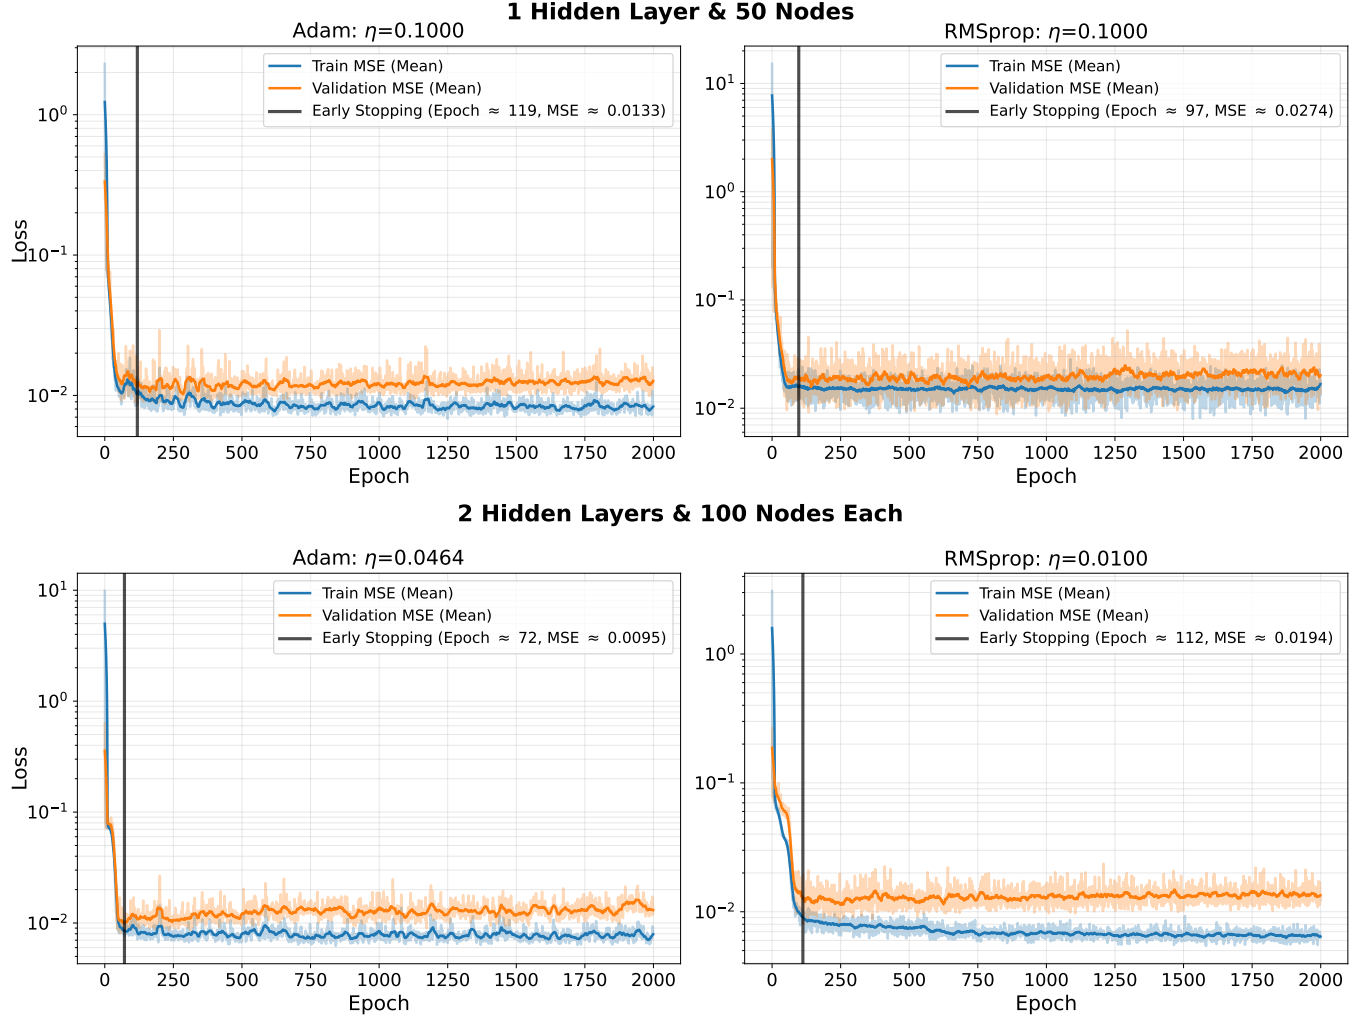 1 Hidden Layer & 50 Nodes
Adam: η=0.1000
Train MSE (Mean)
Validation MSE (Mean)
Early Stopping (Epoch ≈ 119, MSE ≈ 0.0133)
Loss
10⁰
10⁻¹
10⁻²
0 250 500 750 1000 1250 1500 1750 2000
Epoch
RMSprop: η=0.1000
Train MSE (Mean)
Validation MSE (Mean)
Early Stopping (Epoch ≈ 97, MSE ≈ 0.0274)
10¹
10⁰
10⁻¹
10⁻²
0 250 500 750 1000 1250 1500 1750 2000
Epoch
2 Hidden Layers & 100 Nodes Each
Adam: η=0.0464
Train MSE (Mean)
Validation MSE (Mean)
Early Stopping (Epoch ≈ 72, MSE ≈ 0.0095)
Loss
10¹
10⁰
10⁻¹
10⁻²
0 250 500 750 1000 1250 1500 1750 2000
Epoch
RMSprop: η=0.0100
Train MSE (Mean)
Validation MSE (Mean)
Early Stopping (Epoch ≈ 112, MSE ≈ 0.0194)
10⁰
10⁻¹
10⁻²
0 250 500 750 1000 1250 1500 1750 2000
Epoch